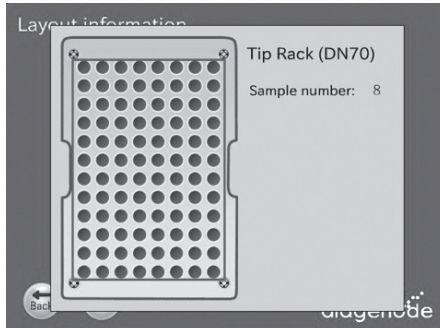 Layout information
Tip Rack (DN70)
Sample number: 8
Back
diagenode